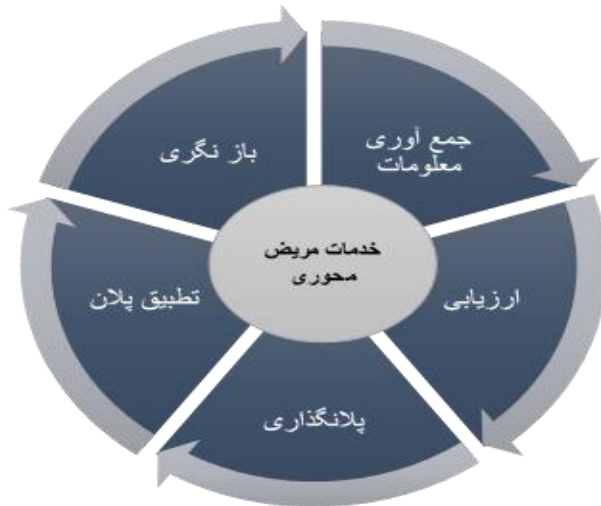 جمع آوری
معلومات
ارزیابی
پلانگذاری
تطبیق پلان
باز نگری
خدمات مریض
محوری